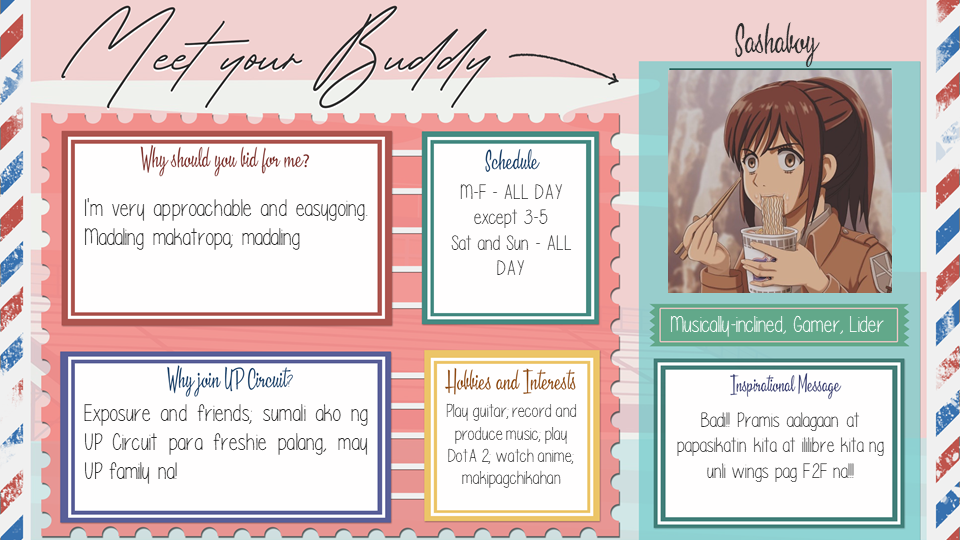 Meet your Buddy
Sashaboy
Why should you bid for me?
I'm very approachable and easygoing.
Madaling makatropa; madaling
Schedule
M-F - ALL DAY
except 3-5
Sat and Sun - ALL
DAY
Musically-inclined, Gamer, Lider
Why join UP Circuit?
Exposure and friends; sumali ako ng
UP Circuit para freshie palang, may
UP family na!
Hobbies and Interests
Play guitar, record and
produce music, play
DotA 2, watch anime,
makipagchikahan
Inspirational Message
Badi!! Pramis aalagaan at
papasikatin kita at ililibre kita ng
unli wings pag F2F na!!!